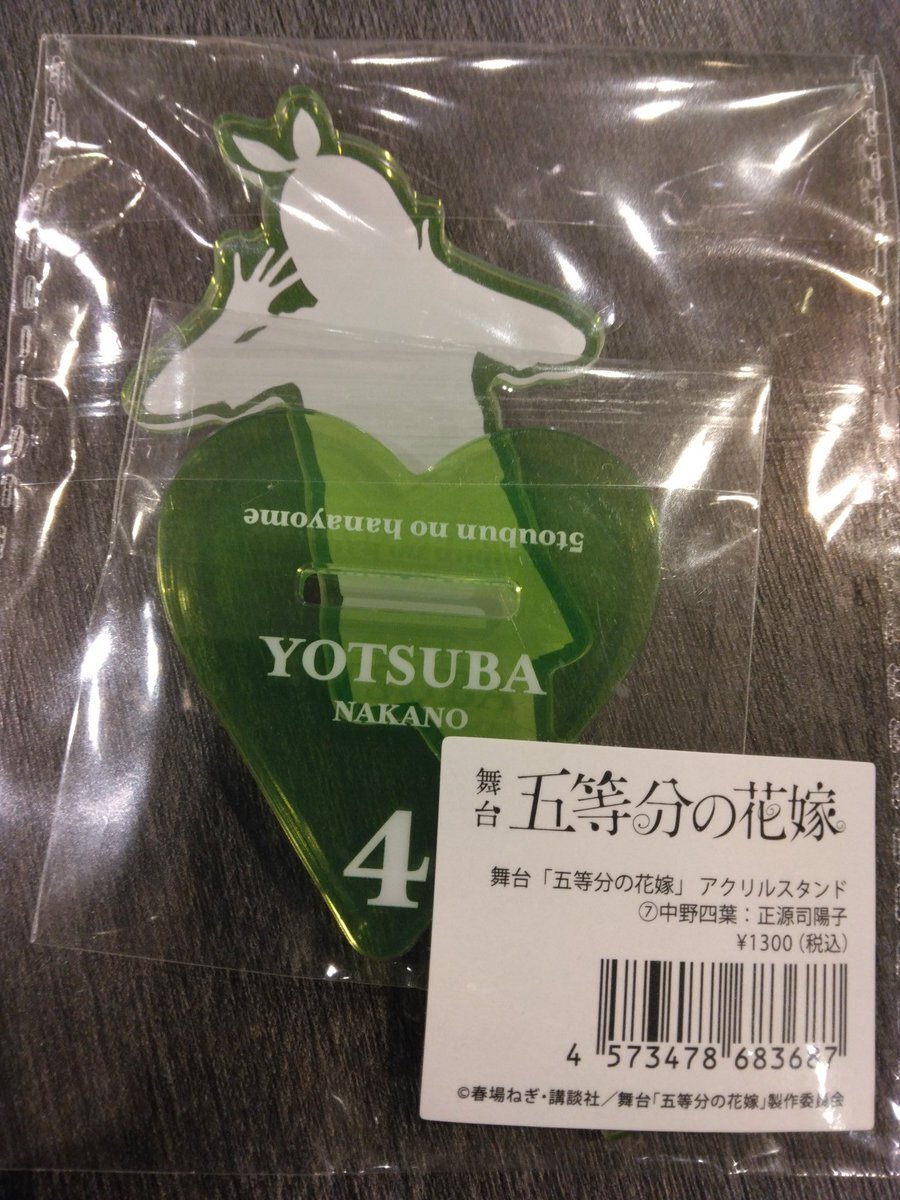 5toubun no hanayome
YOTSUBA
NAKANO
4
舞台 五等分の花嫁
舞台「五等分の花嫁」 アクリルスタンド
⑦中野四葉：正源司陽子
¥1300（税込）
4 573478 683687
©春場ねぎ・講談社／舞台「五等分の花嫁」製作委員会